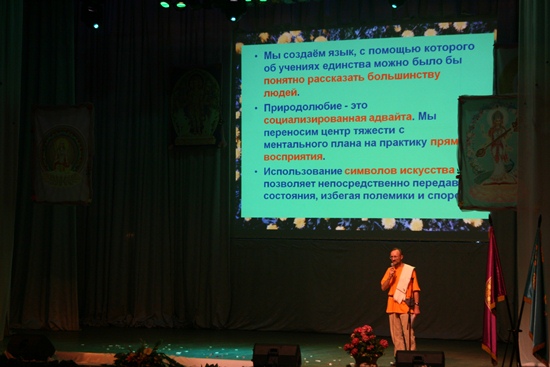 • Мы создаём язык, с помощью которого
об учениях единства можно было бы
понятно рассказать большинству
людей.
• Природолюбие - это
социализированная адвайта. Мы
переносим центр тяжести с
ментального плана на практику прям
восприятия.
• Использование символов искусства
позволяет непосредственно передав
состояния, избегая полемики и спор